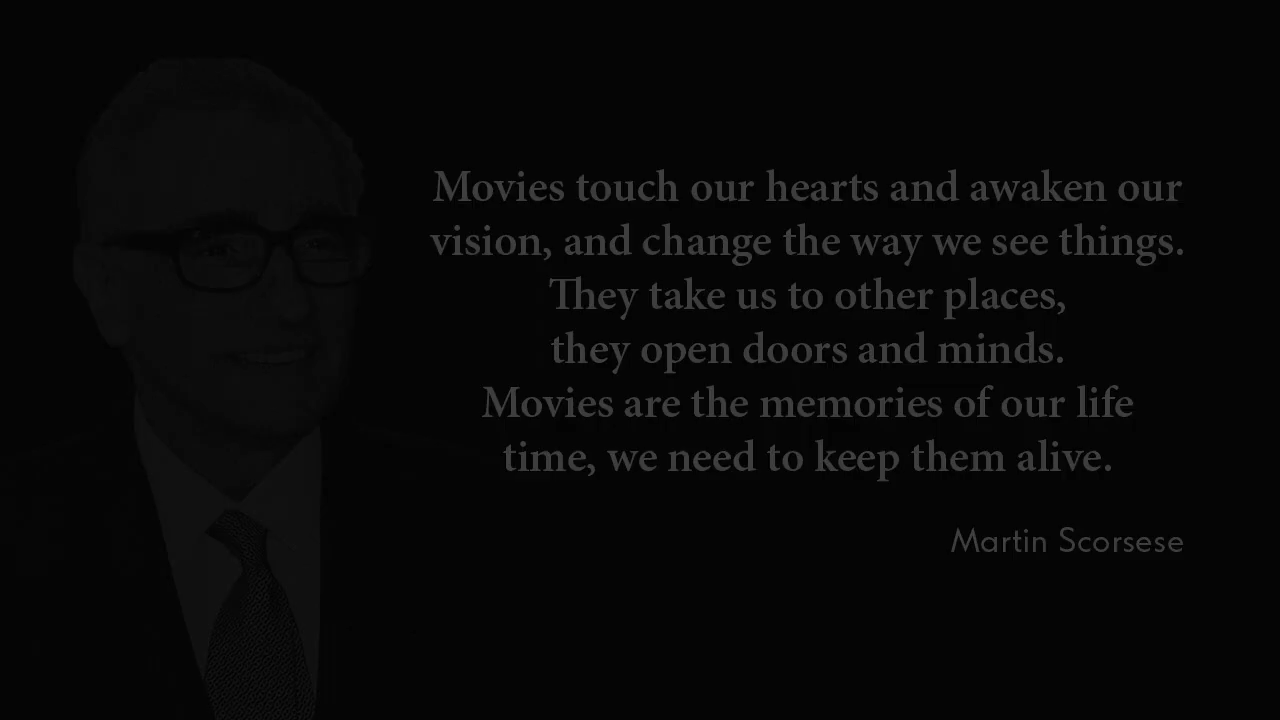 Movies touch our hearts and awaken our
vision, and change the way we see things.
They take us to other places,
they open doors and minds.
Movies are the memories of our life
time, we need to keep them alive.
Martin Scorsese